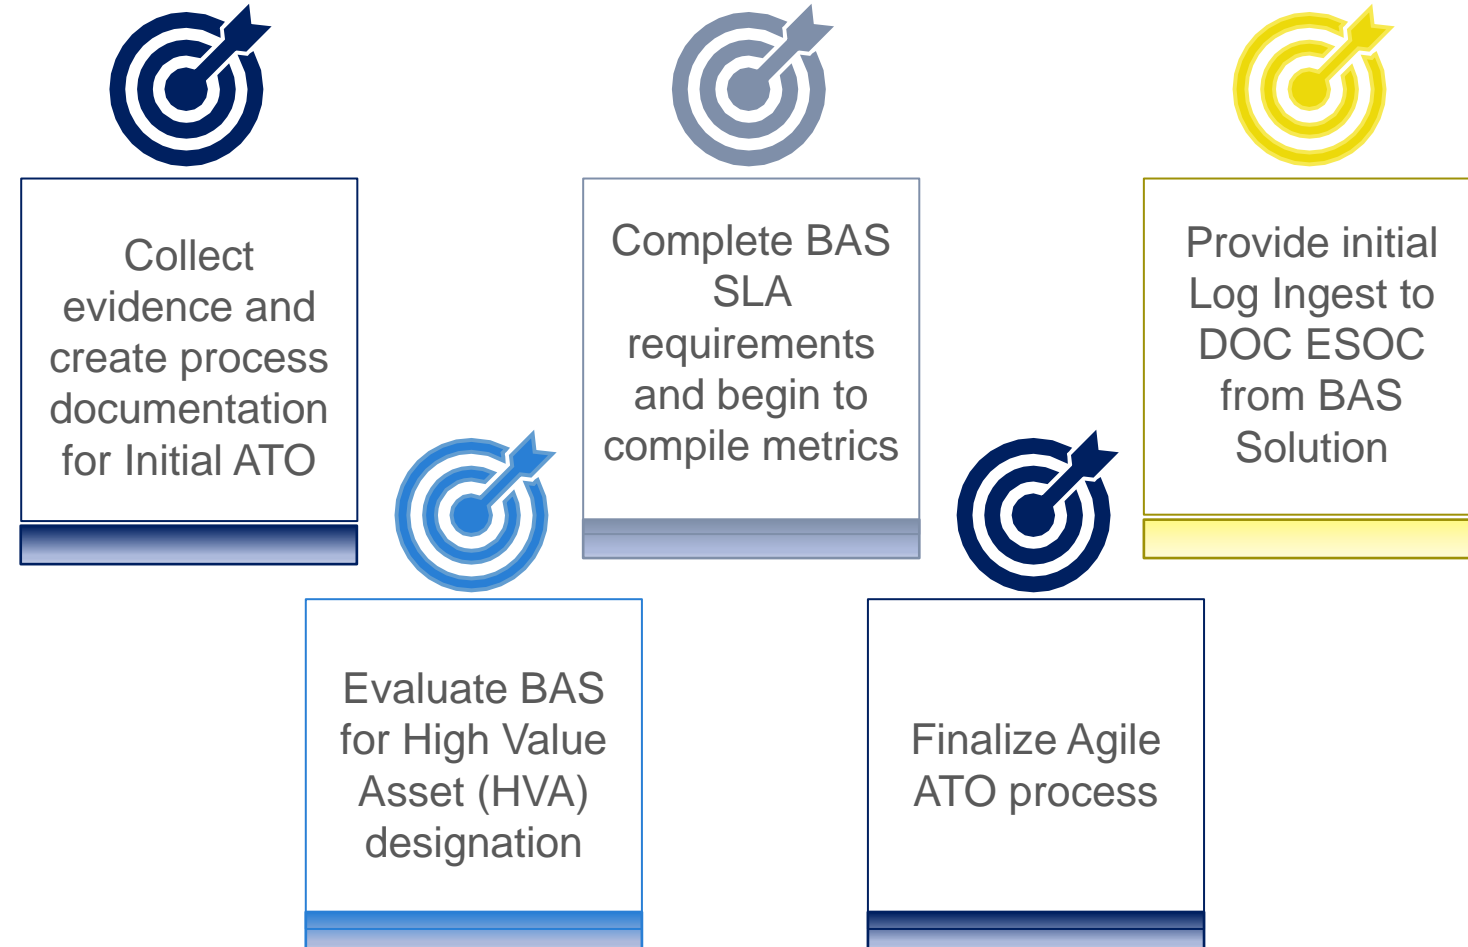 Collect
evidence and
create process
documentation
for Initial ATO
Evaluate BAS
for High Value
Asset (HVA)
designation
Complete BAS
SLA
requirements
and begin to
compile metrics
Finalize Agile
ATO process
Provide initial
Log Ingest to
DOC ESOC
from BAS
Solution